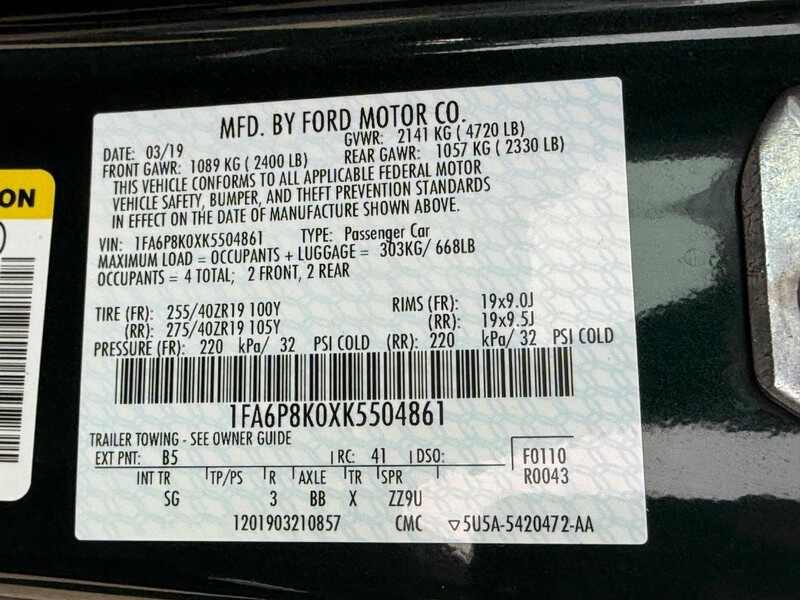 ON
MFD. BY FORD MOTOR CO.
DATE: 03/19 GVWR: 2141 KG ( 4720 LB)
FRONT GAWR: 1089 KG ( 2400 LB) REAR GAWR: 1057 KG ( 2330 LB)
THIS VEHICLE CONFORMS TO ALL APPLICABLE FEDERAL MOTOR
VEHICLE SAFETY, BUMPER, AND THEFT PREVENTION STANDARDS
IN EFFECT ON THE DATE OF MANUFACTURE SHOWN ABOVE.
VIN: 1FA6P8K0XK5504861 TYPE: Passenger Car
MAXIMUM LOAD = OCCUPANTS + LUGGAGE = 303KG/ 668LB
OCCUPANTS = 4 TOTAL; 2 FRONT, 2 REAR
TIRE (FR): 255/40ZR19 100Y RIMS (FR): 19x9.0J
(RR): 275/40ZR19 105Y (RR): 19x9.5J
PRESSURE (FR): 220 kPa/ 32 PSI COLD (RR): 220 kPa/ 32 PSI COLD
1FA6P8K0XK5504861
TRAILER TOWING - SEE OWNER GUIDE
EXT PNT: B5 RC: 41 DSO: F0110
R0043
INT TR TP/PS R AXLE TR SPR
SG 3 BB X ZZ9U
1201903210857 CMC ▽5U5A-5420472-AA